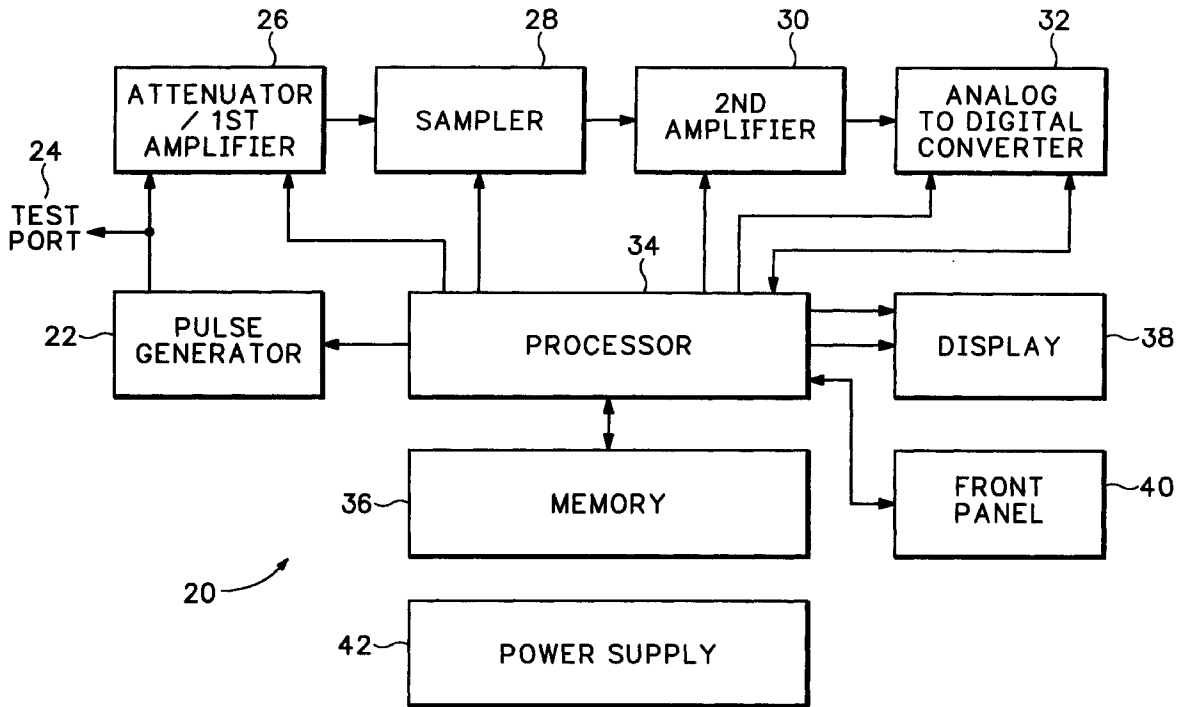 26
28
30
32
ATTENUATOR
/ 1ST
AMPLIFIER
SAMPLER
2ND
AMPLIFIER
ANALOG
TO DIGITAL
CONVERTER
24
TEST
PORT
34
22
PULSE
GENERATOR
PROCESSOR
DISPLAY
38
36
MEMORY
FRONT
PANEL
40
20
42
POWER SUPPLY